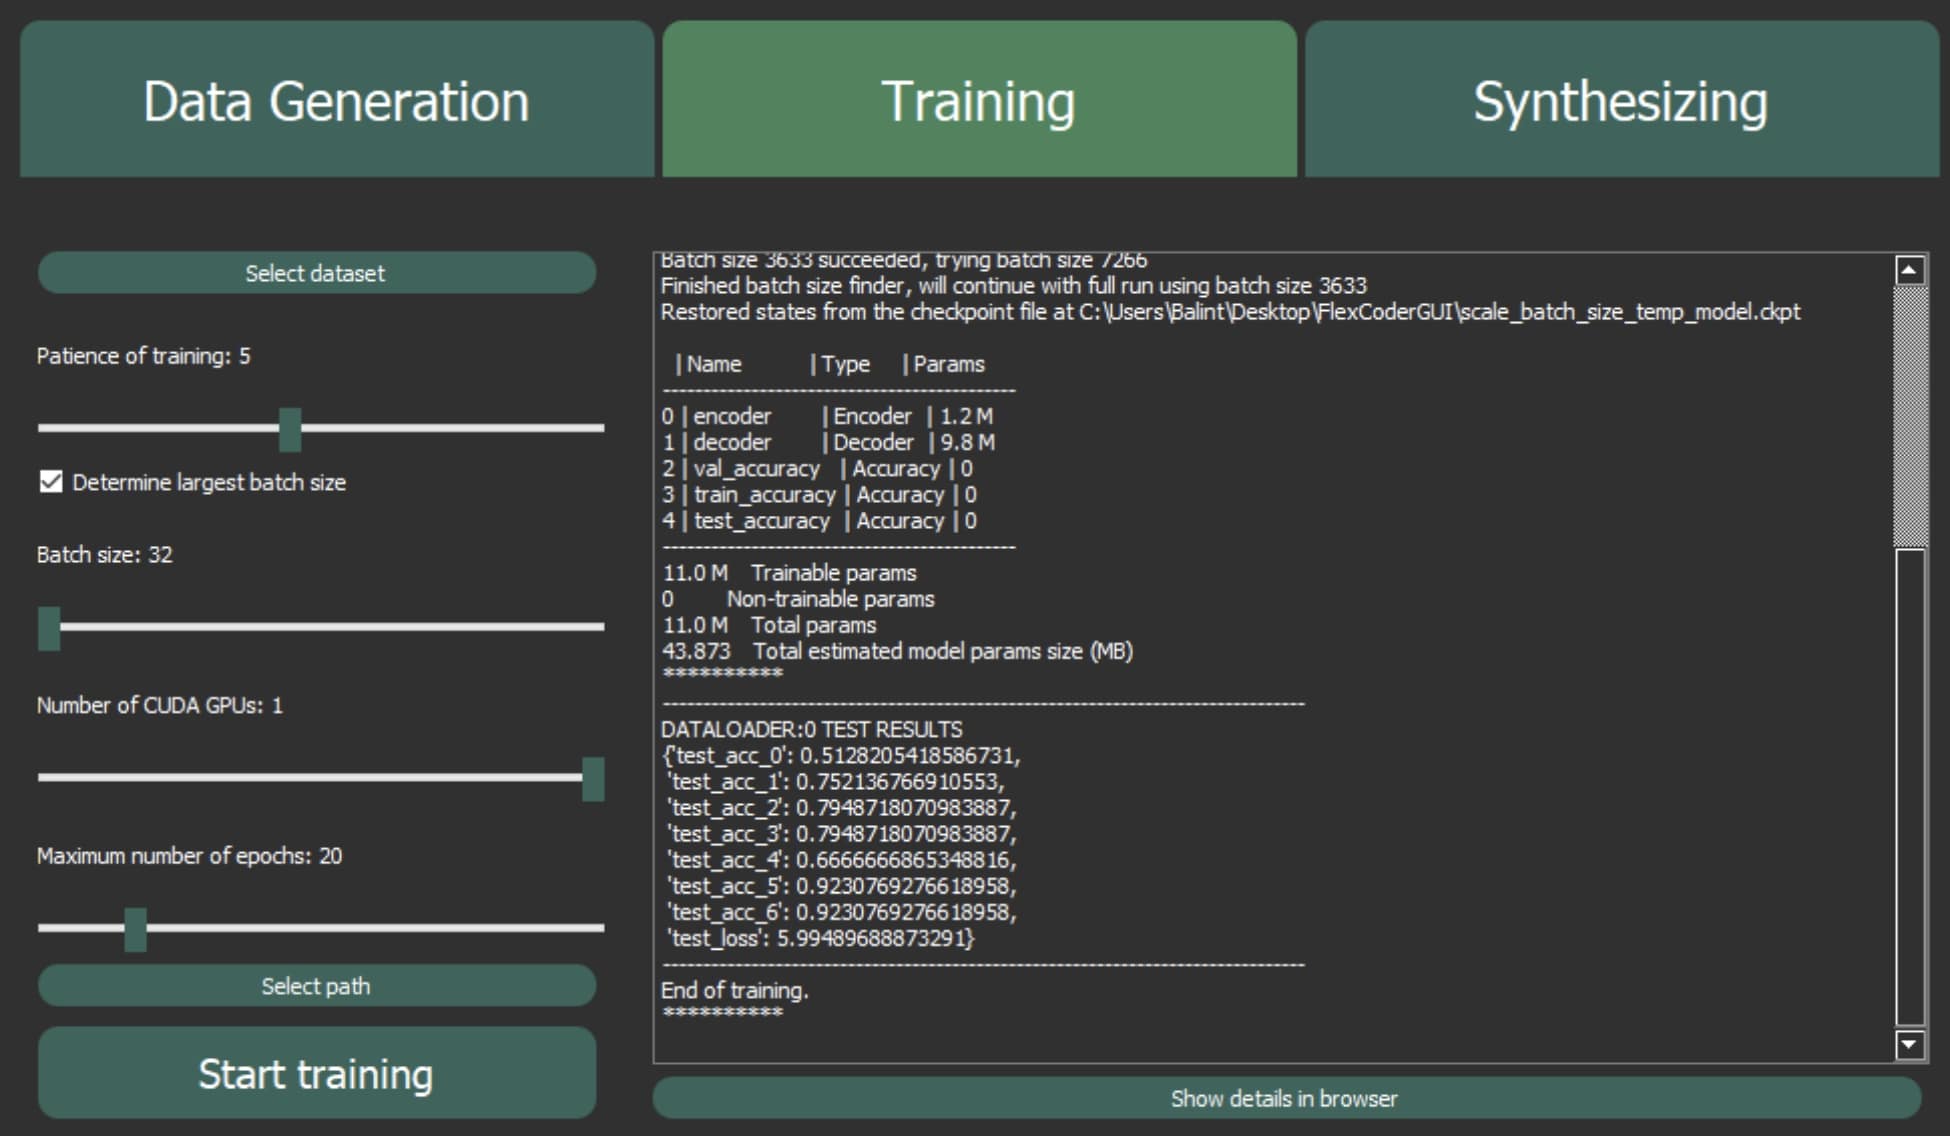 Data Generation
Training
Synthesizing
Select dataset
Patience of training: 5
Determine largest batch size
Batch size: 32
Number of CUDA GPUs: 1
Maximum number of epochs: 20
Select path
Start training
Batch size 3633 succeeded, trying batch size 7266
Finished batch size finder, will continue with full run using batch size 3633
Restored states from the checkpoint file at C:\Users\Balint\Desktop\FlexCoderGUI\scale_batch_size_temp_model.ckpt
| Name | Type | Params
--------------------------------------------
0 | encoder | Encoder | 1.2 M
1 | decoder | Decoder | 9.8 M
2 | val_accuracy | Accuracy | 0
3 | train_accuracy | Accuracy | 0
4 | test_accuracy | Accuracy | 0
--------------------------------------------
11.0 M Trainable params
0 Non-trainable params
11.0 M Total params
43.873 Total estimated model params size (MB)
**********
--------------------------------------------------------------------------------
DATALOADER:0 TEST RESULTS
{'test_acc_0': 0.5128205418586731,
'test_acc_1': 0.752136766910553,
'test_acc_2': 0.7948718070983887,
'test_acc_3': 0.7948718070983887,
'test_acc_4': 0.6666666865348816,
'test_acc_5': 0.9230769276618958,
'test_acc_6': 0.9230769276618958,
'test_loss': 5.99489688873291}
--------------------------------------------------------------------------------
End of training.
**********
Show details in browser